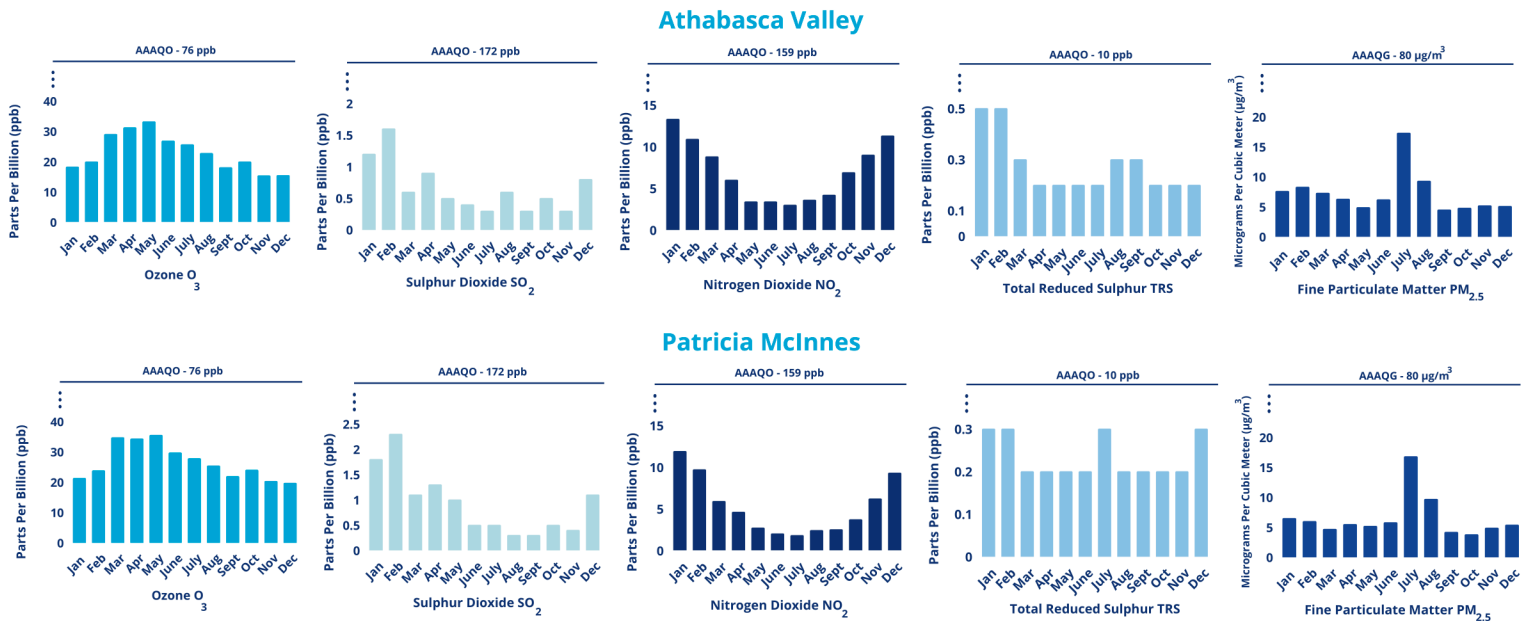 Athabasca Valley
AAAQO - 76 ppb
Parts Per Billion (ppb)
40
30
20
10
0
Jan Feb Mar Apr May June July Aug Sept Oct Nov Dec
Ozone O3
AAAQO - 172 ppb
Parts Per Billion (ppb)
2
1.5
1
0.5
0
Jan Feb Mar Apr May June July Aug Sept Oct Nov Dec
Sulphur Dioxide SO2
AAAQO - 159 ppb
Parts Per Billion (ppb)
15
10
5
0
Jan Feb Mar Apr May June July Aug Sept Oct Nov Dec
Nitrogen Dioxide NO2
AAAQO - 10 ppb
Parts Per Billion (ppb)
0.5
0.3
0.1
0
Jan Feb Mar Apr May June July Aug Sept Oct Nov Dec
Total Reduced Sulphur TRS
AAAQG - 80 µg/m3
Micrograms Per Cubic Meter (µg/m3)
20
15
10
5
0
Jan Feb Mar Apr May June July Aug Sept Oct Nov Dec
Fine Particulate Matter PM2.5
Patricia McInnes
AAAQO - 76 ppb
Parts Per Billion (ppb)
40
30
20
10
0
Jan Feb Mar Apr May June July Aug Sept Oct Nov Dec
Ozone O3
AAAQO - 172 ppb
Parts Per Billion (ppb)
2.5
2
1.5
1
0.5
0
Jan Feb Mar Apr May June July Aug Sept Oct Nov Dec
Sulphur Dioxide SO2
AAAQO - 159 ppb
Parts Per Billion (ppb)
15
10
5
0
Jan Feb Mar Apr May June July Aug Sept Oct Nov Dec
Nitrogen Dioxide NO2
AAAQO - 10 ppb
Parts Per Billion (ppb)
0.3
0.2
0.1
0
Jan Feb Mar Apr May June July Aug Sept Oct Nov Dec
Total Reduced Sulphur TRS
AAAQG - 80 µg/m3
Micrograms Per Cubic Meter (µg/m3)
20
15
10
5
0
Jan Feb Mar Apr May June July Aug Sept Oct Nov Dec
Fine Particulate Matter PM2.5